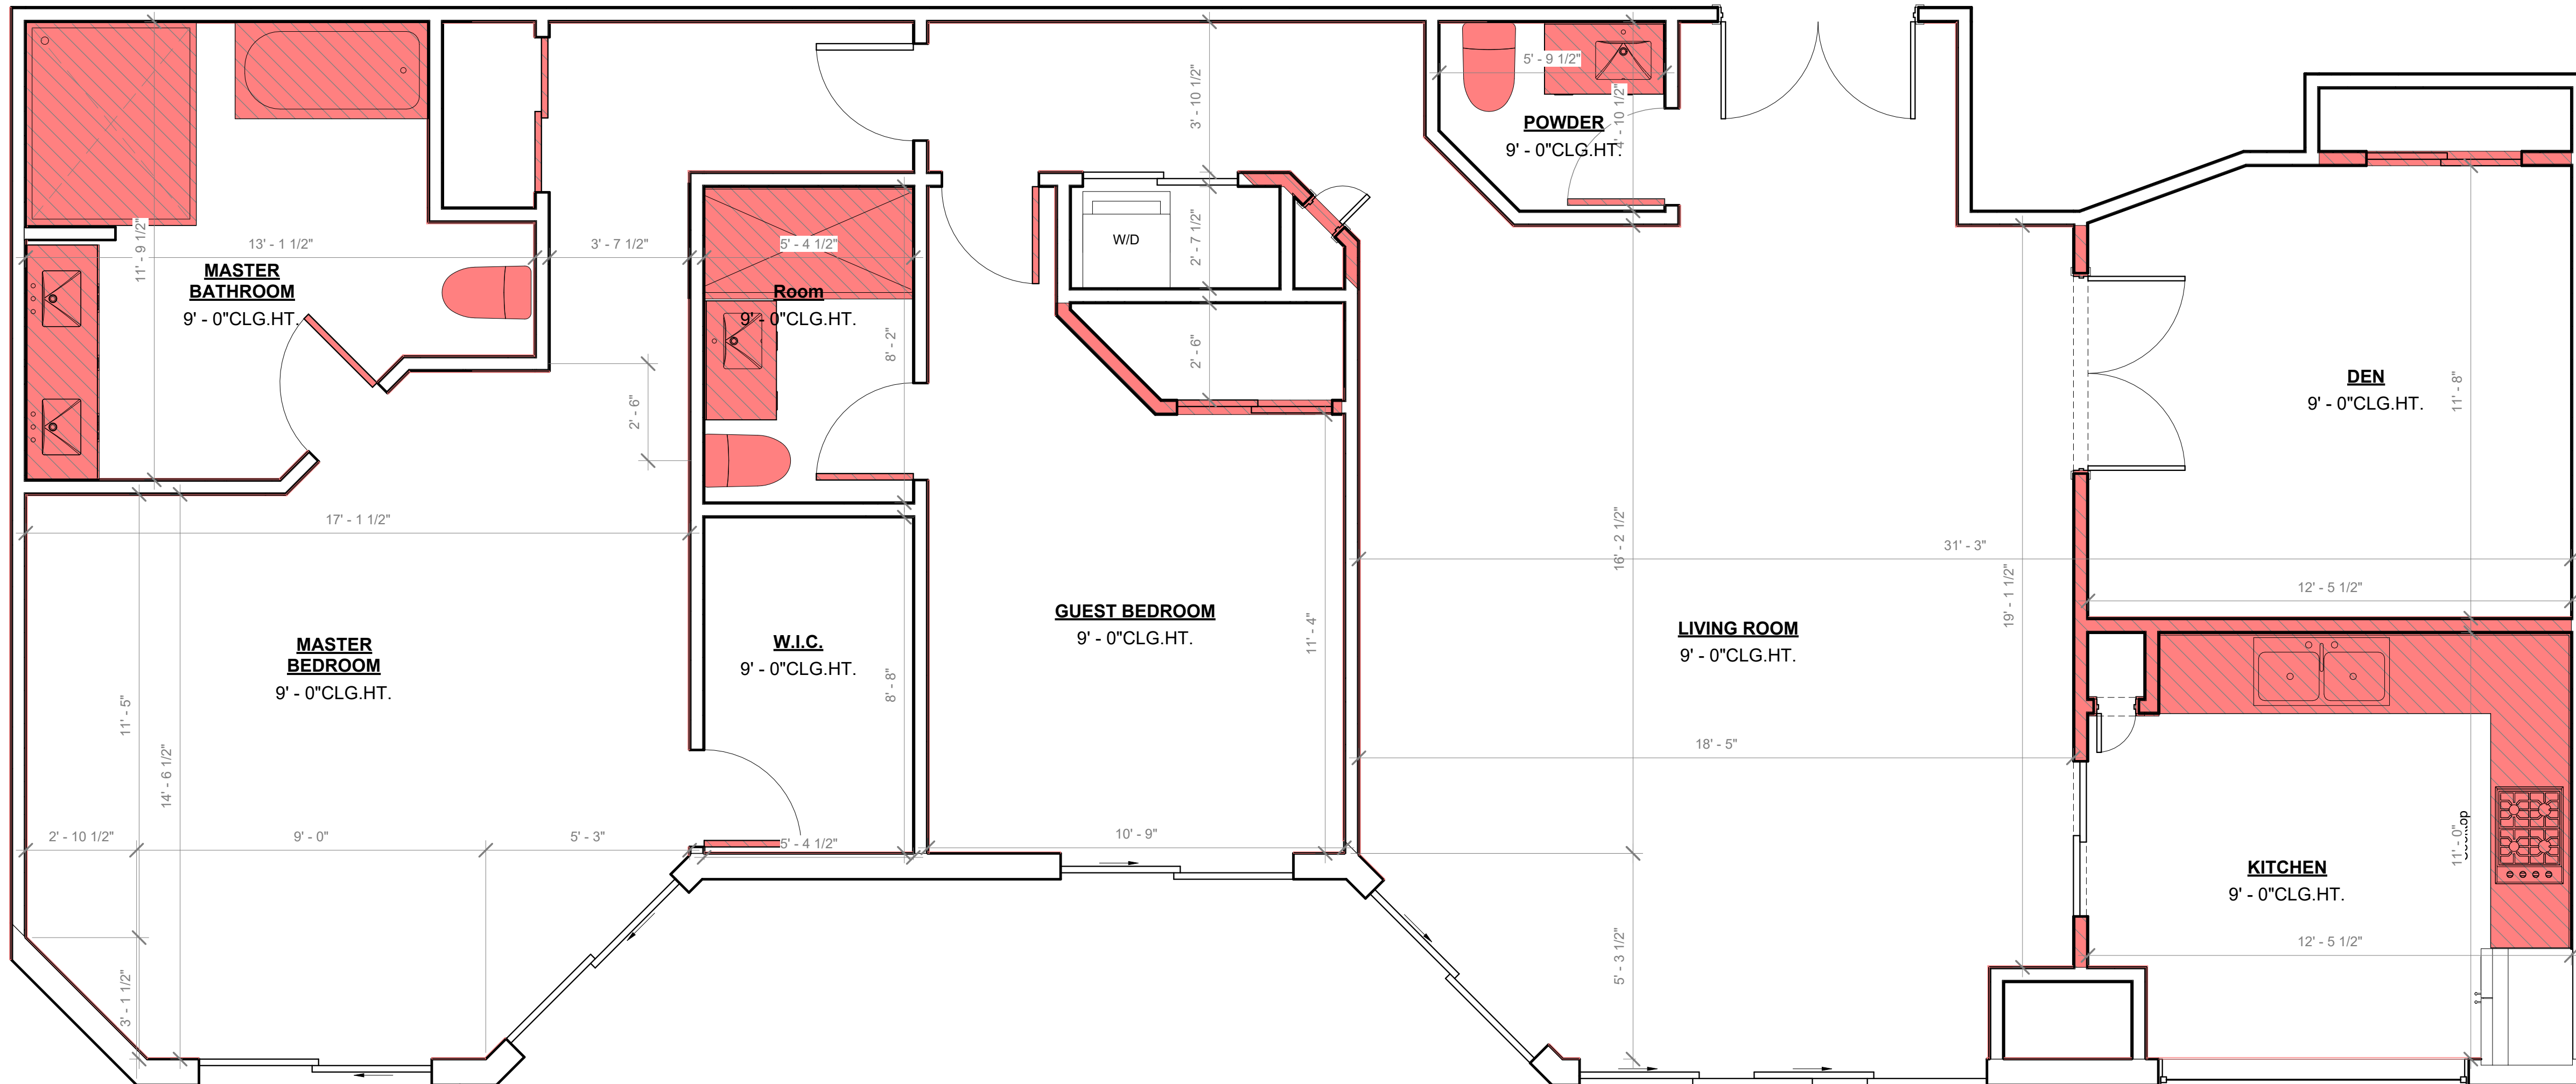 5' - 9 1/2"
3' - 10 1/2"
4' - 10 1/2"
POWDER
9' - 0"CLG.HT.
11' - 9 1/2"
13' - 1 1/2"
3' - 7 1/2"
5' - 4 1/2"
W/D
2' - 7 1/2"
MASTER
BATHROOM
9' - 0"CLG.HT.
Room
9' - 0"CLG.HT.
8' - 2"
2' - 6"
2' - 6"
DEN
9' - 0"CLG.HT.
11' - 8"
17' - 1 1/2"
16' - 2 1/2"
31' - 3"
12' - 5 1/2"
19' - 1 1/2"
GUEST BEDROOM
9' - 0"CLG.HT.
11' - 4"
LIVING ROOM
9' - 0"CLG.HT.
MASTER
BEDROOM
9' - 0"CLG.HT.
W.I.C.
9' - 0"CLG.HT.
8' - 8"
11' - 5"
14' - 6 1/2"
18' - 5"
2' - 10 1/2"
9' - 0"
5' - 3"
5' - 4 1/2"
10' - 9"
11' - 0"
KITCHEN
9' - 0"CLG.HT.
12' - 5 1/2"
3' - 1 1/2"
5' - 3 1/2"